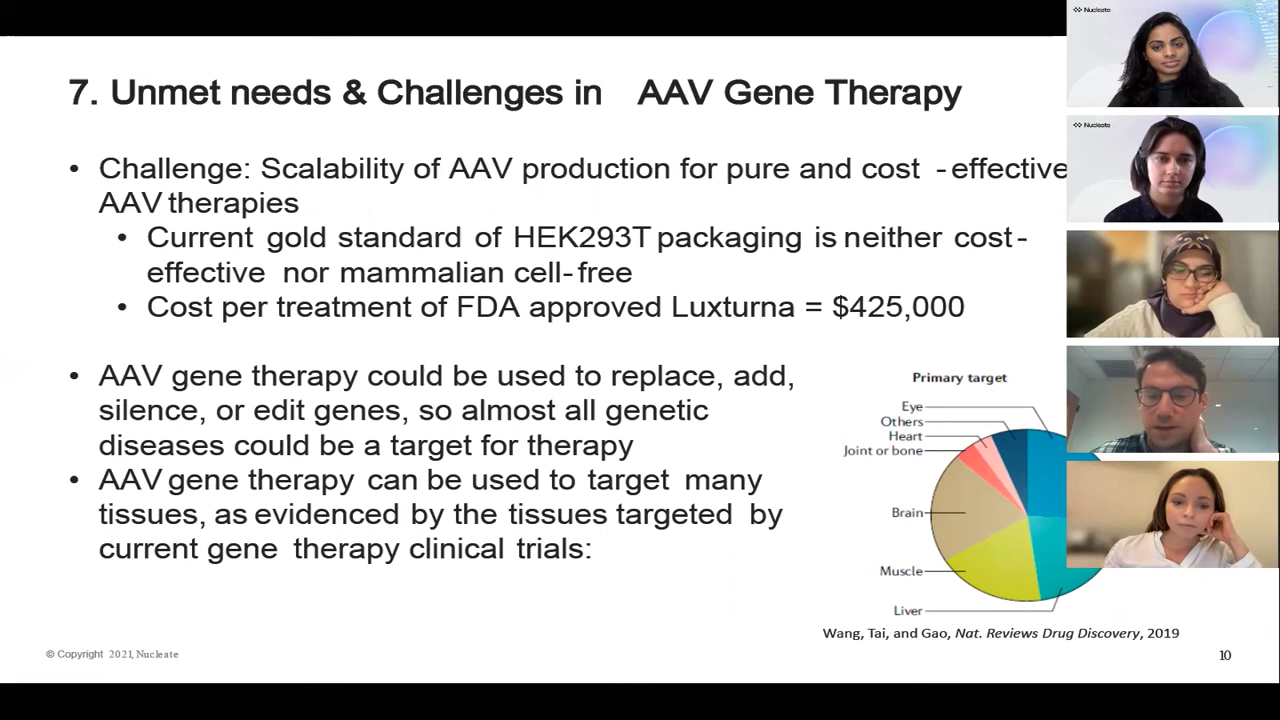 Nucleate
7. Unmet needs & Challenges in AAV Gene Therapy
Nucleate
• Challenge: Scalability of AAV production for pure and cost -effective
AAV therapies
• Current gold standard of HEK293T packaging is neither cost-
effective nor mammalian cell-free
• Cost per treatment of FDA approved Luxturna = $425,000
• AAV gene therapy could be used to replace, add,
silence, or edit genes, so almost all genetic
diseases could be a target for therapy
• AAV gene therapy can be used to target many
tissues, as evidenced by the tissues targeted by
current gene therapy clinical trials:
Primary target
Eye
Others
Heart
Joint or bone
Brain
Muscle
Liver
Wang, Tai, and Gao, Nat. Reviews Drug Discovery, 2019
© Copyright 2021, Nucleate
10